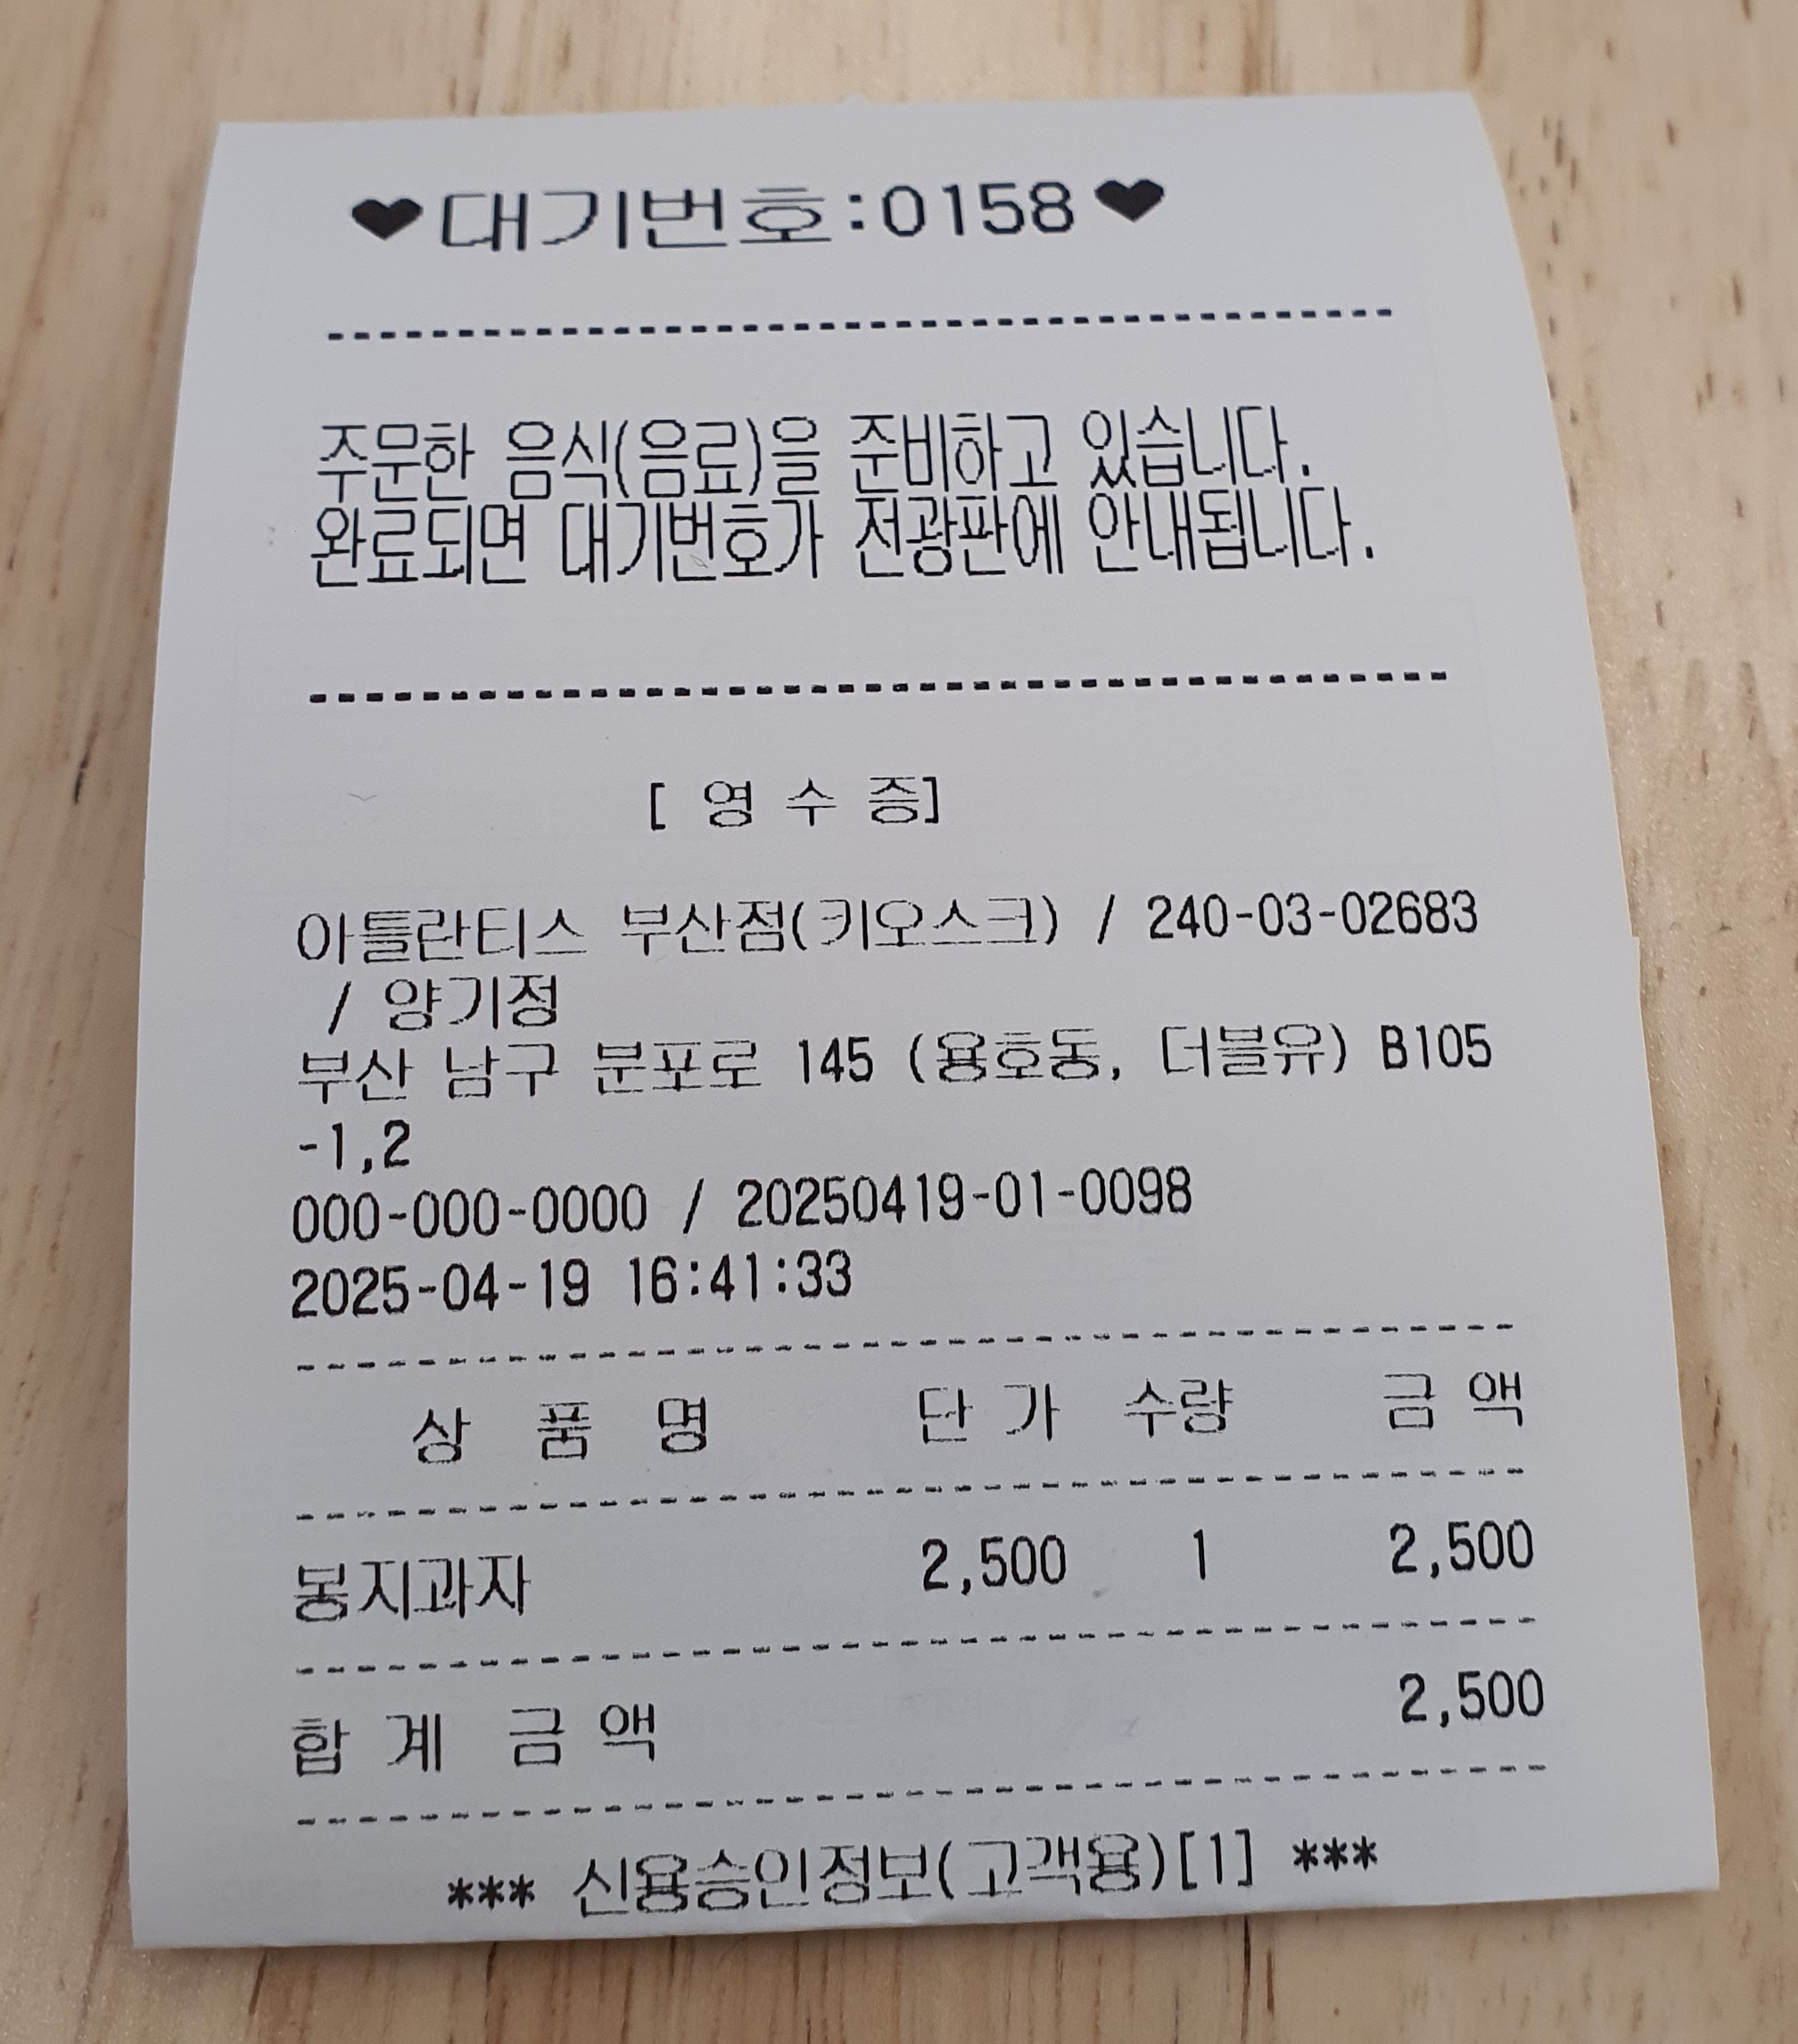 ♥대기번호:0158♥
주문한 음식(음료)을 준비하고 있습니다.
완료되면 대기번호가 전광판에 안내됩니다.
[ 영 수 증]
아틀란티스 부산점(키오스크) / 240-03-02683
/ 양기정
부산 남구 분포로 145 (용호동, 더블유) B105
-1,2
000-000-0000 / 20250419-01-0098
2025-04-19 16:41:33
상 품 명 단 가 수량 금 액
봉지과자 2,500 1 2,500
합 계 금 액 2,500
*** 신용승인정보(고객용)[1] ***